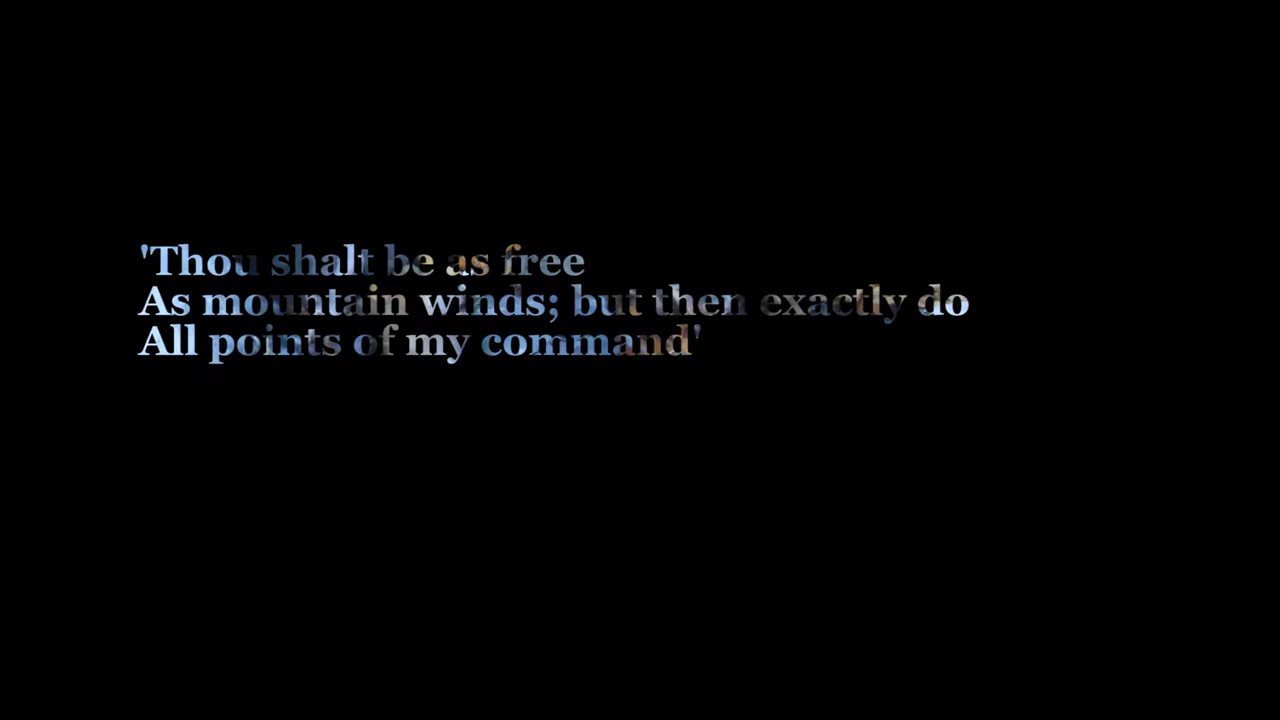 'Thou shalt be as free
As mountain winds; but then exactly do
All points of my command'